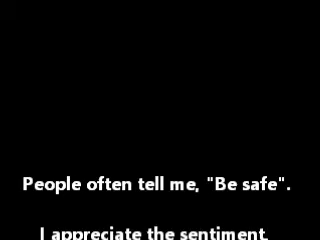 People often tell me, "Be safe".
I appreciate the sentiment,